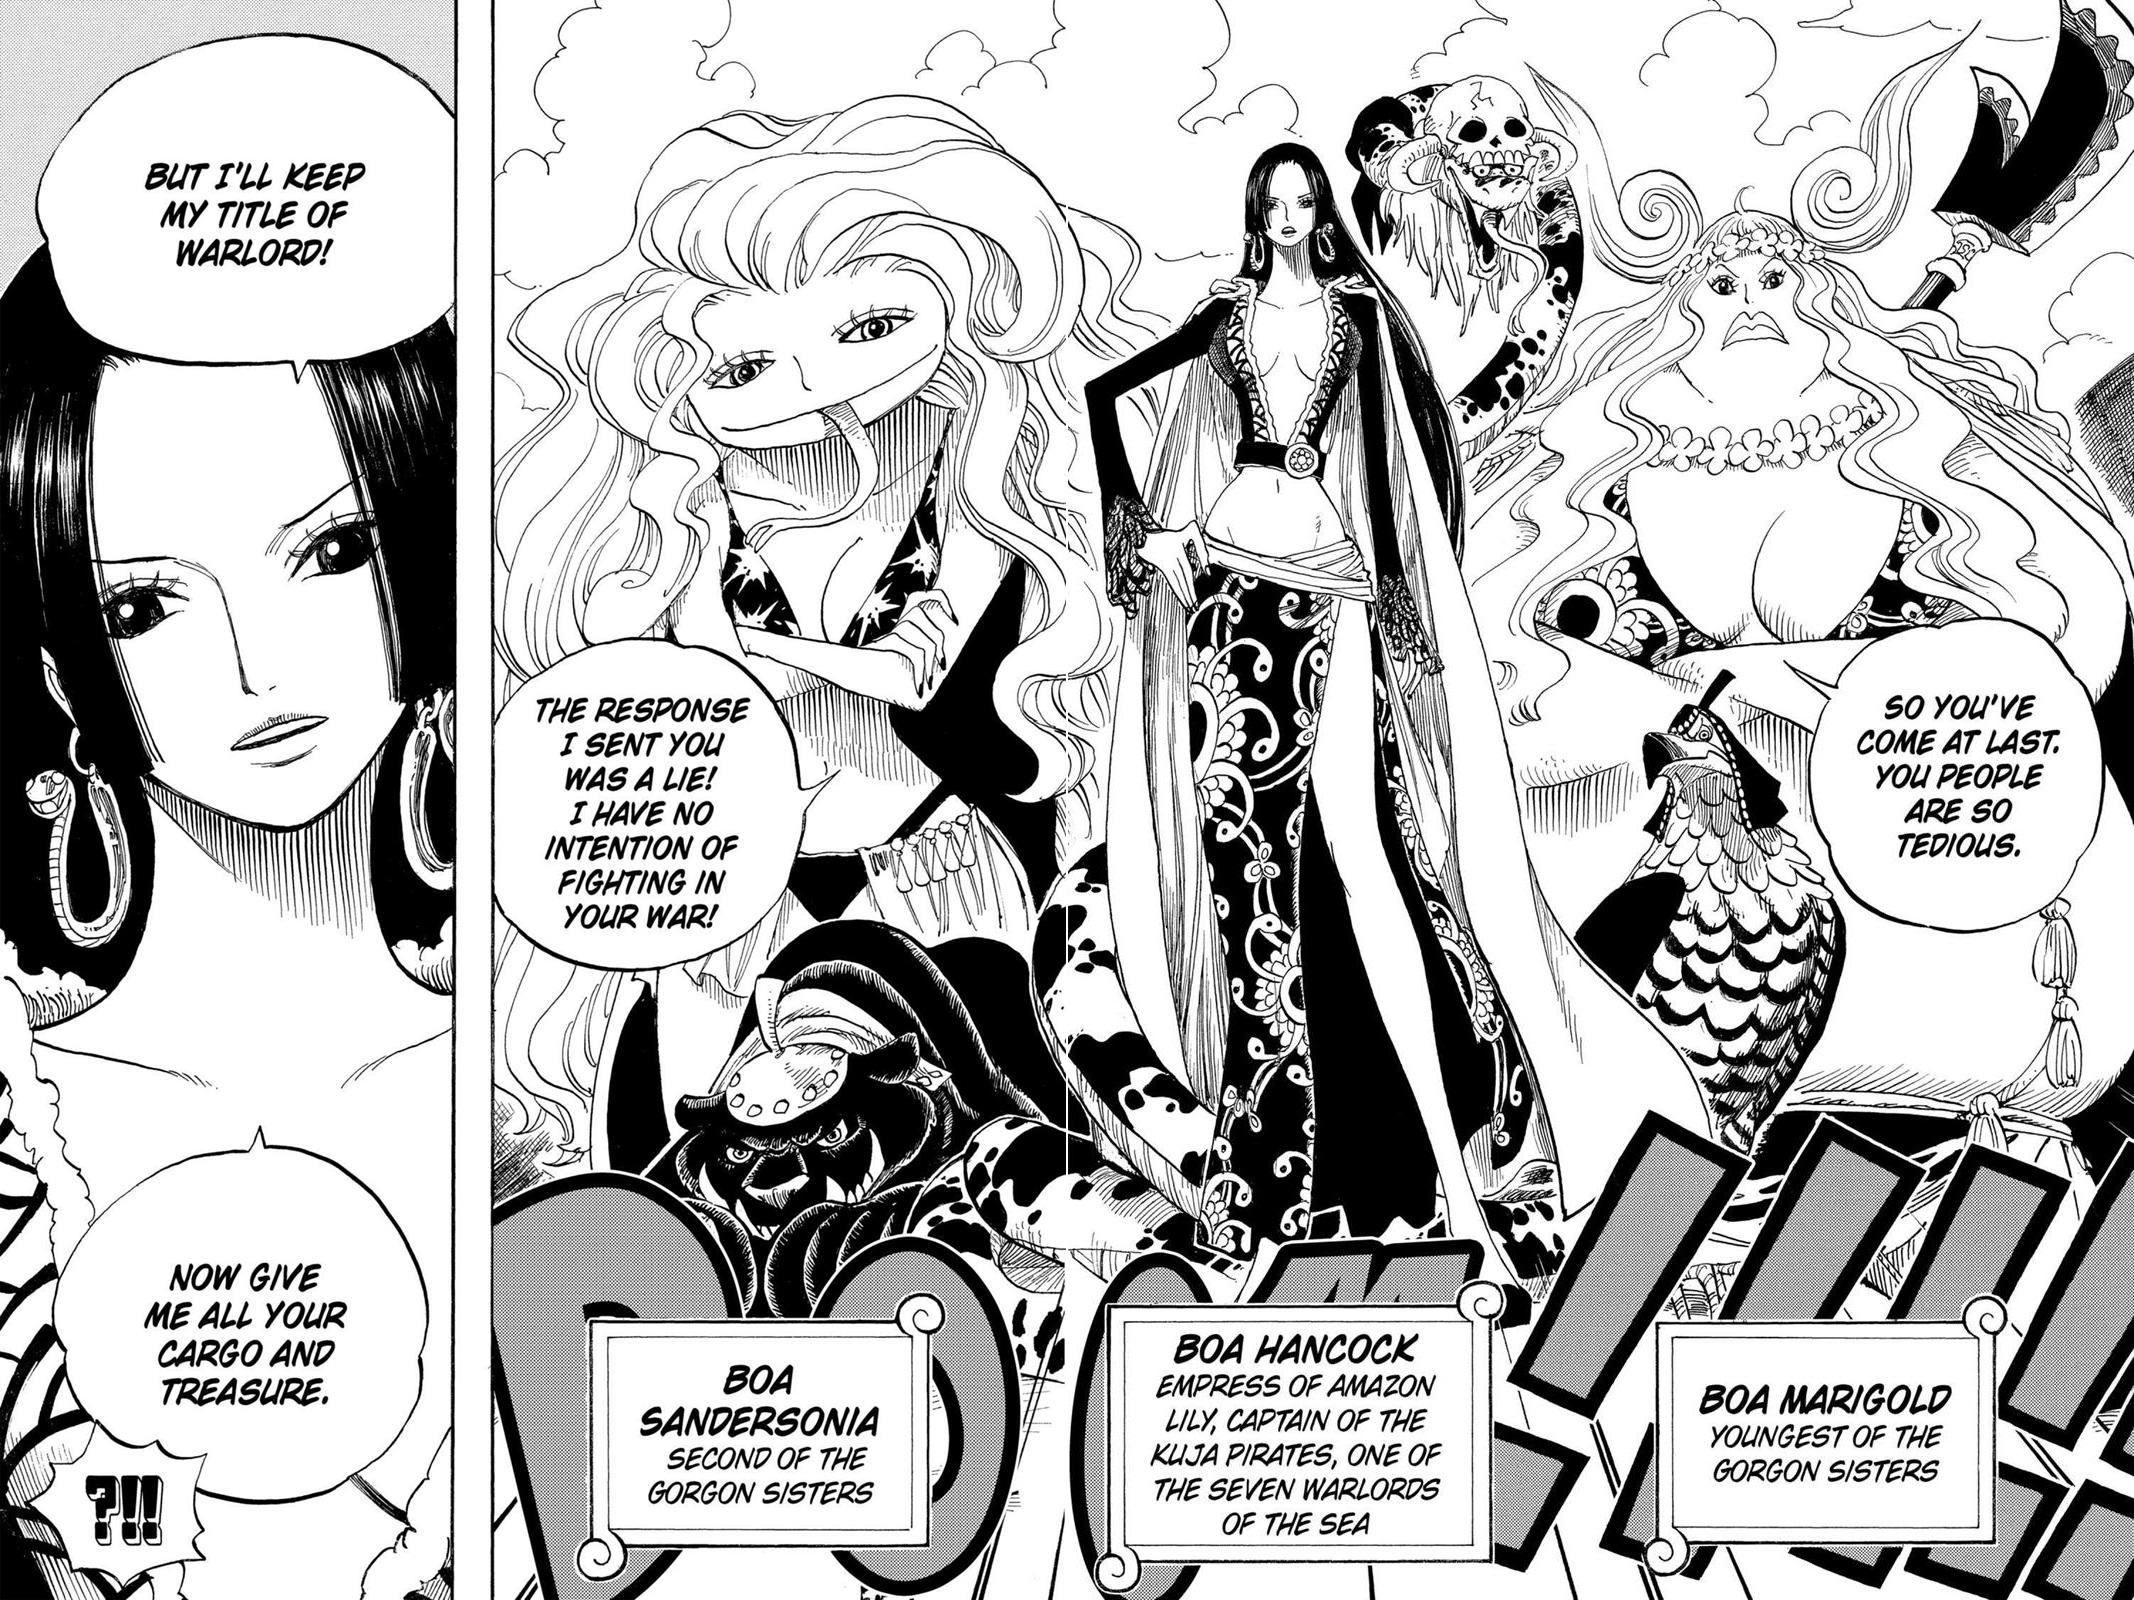 SO YOU'VE
COME AT LAST.
YOU PEOPLE
ARE SO
TEDIOUS.
THE RESPONSE
I SENT YOU
WAS A LIE!
I HAVE NO
INTENTION OF
FIGHTING IN
YOUR WAR!
DOOM!!!!
BOA MARIGOLD
YOUNGEST OF THE
GORGON SISTERS
BOA HANCOCK
EMPRESS OF AMAZON
LILY, CAPTAIN OF THE
KUJA PIRATES, ONE OF
THE SEVEN WARLORDS
OF THE SEA
BOA
SANDERSONIA
SECOND OF THE
GORGON SISTERS
BUT I'LL KEEP
MY TITLE OF
WARLORD!
NOW GIVE
ME ALL YOUR
CARGO AND
TREASURE.
?!!